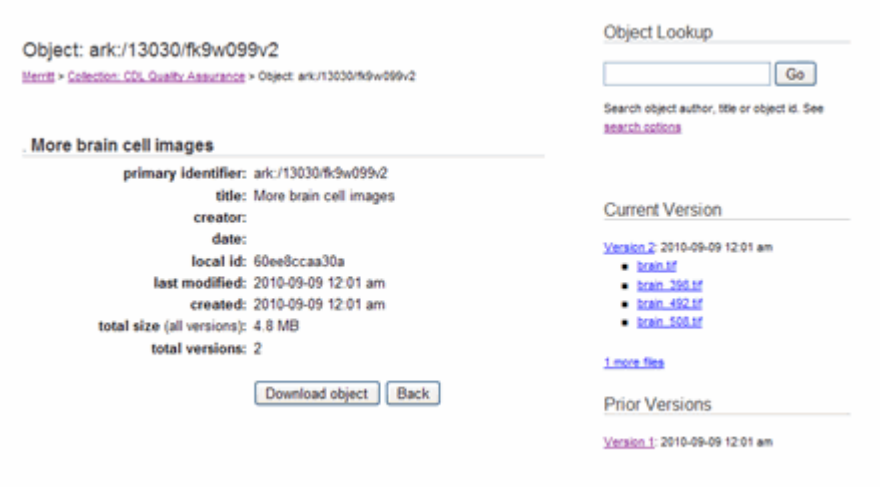 Object: ark:/13030/fk9w099v2
Merritt > Collection: CDL Quality Assurance > Object: ark:/13030/fk9w099v2
. More brain cell images
primary identifier: ark:/13030/fk9w099v2
title: More brain cell images
creator:
date:
local id: 60ee8ccaa30a
last modified: 2010-09-09 12:01 am
created: 2010-09-09 12:01 am
total size (all versions): 4.8 MB
total versions: 2
Download object Back
Object Lookup
Go
Search object author, title or object id. See
search options
Current Version
Version 2: 2010-09-09 12:01 am
brain.tif
brain_398.tif
brain_492.tif
brain_508.tif
1 more files
Prior Versions
Version 1: 2010-09-09 12:01 am